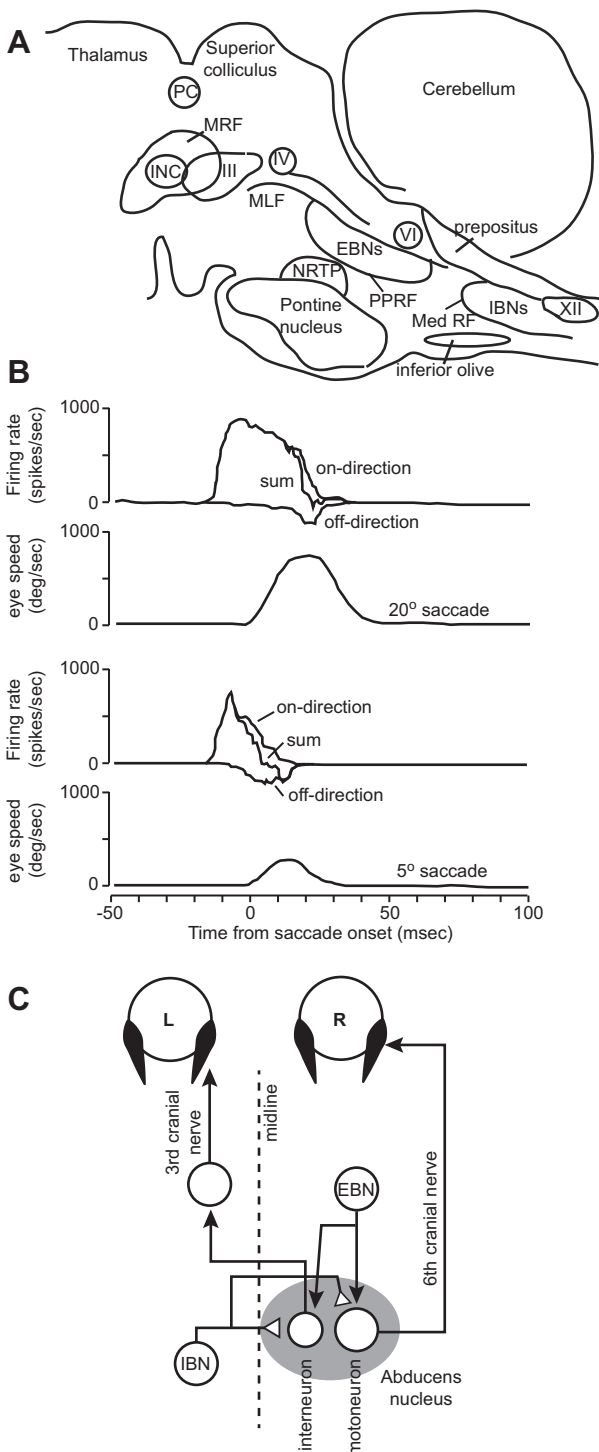 A
Thalamus
Superior
colliculus
Cerebellum
PC
MRF
INC
III
IV
MLF
VI
prepositus
EBNs
NRTP
PPRF
Pontine
nucleus
Med RF
IBNs
XII
inferior olive
B
Firing rate
(spikes/sec)
1000
0
on-direction
sum
off-direction
eye speed
(deg/sec)
1000
0
20o saccade
Firing rate
(spikes/sec)
1000
0
on-direction
sum
off-direction
eye speed
(deg/sec)
1000
0
5o saccade
-50 0 50 100
Time from saccade onset (msec)
C
L
R
3rd cranial
nerve
midline
EBN
6th cranial nerve
IBN
interneuron
motoneuron
Abducens
nucleus